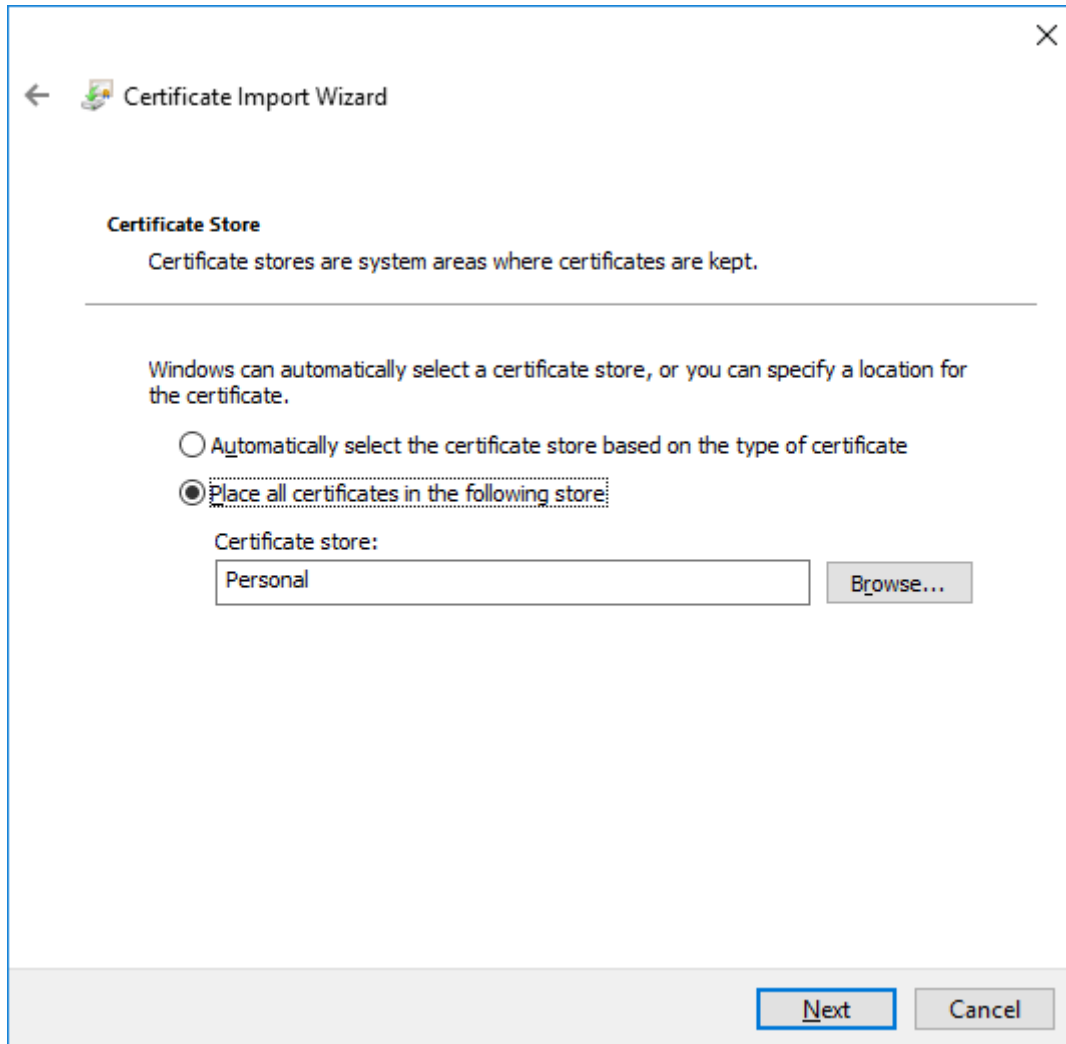 Certificate Import Wizard
Certificate Store
Certificate stores are system areas where certificates are kept.
Windows can automatically select a certificate store, or you can specify a location for
the certificate.
Automatically select the certificate store based on the type of certificate
Place all certificates in the following store
Certificate store:
Personal
Browse...
Next
Cancel